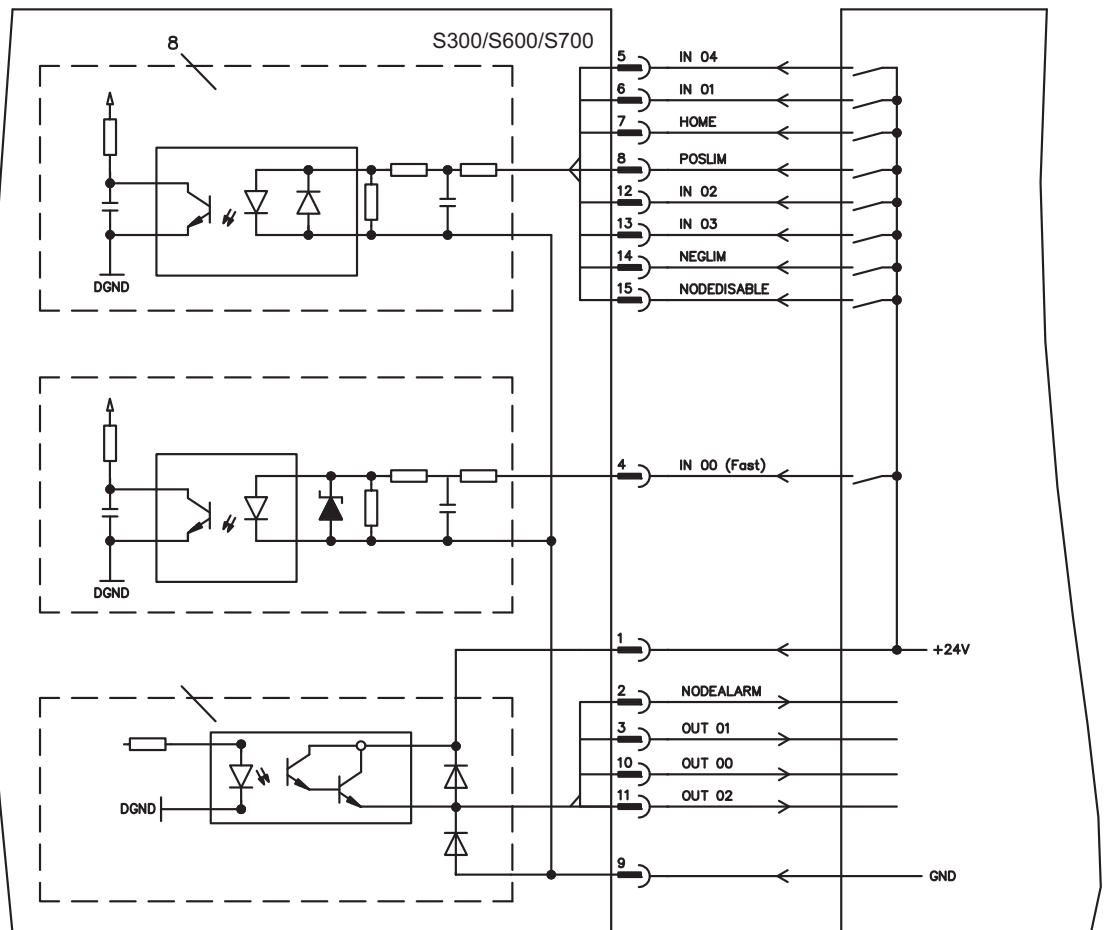 8
S300/S600/S700
5 IN 04
6 IN 01
7 HOME
8 POSLIM
12 IN 02
13 IN 03
14 NEGLIM
15 NODEDISABLE
DGND
4 IN 00 (Fast)
DGND
1 +24V
2 NODEALARM
3 OUT 01
10 OUT 00
11 OUT 02
DGND
9 GND